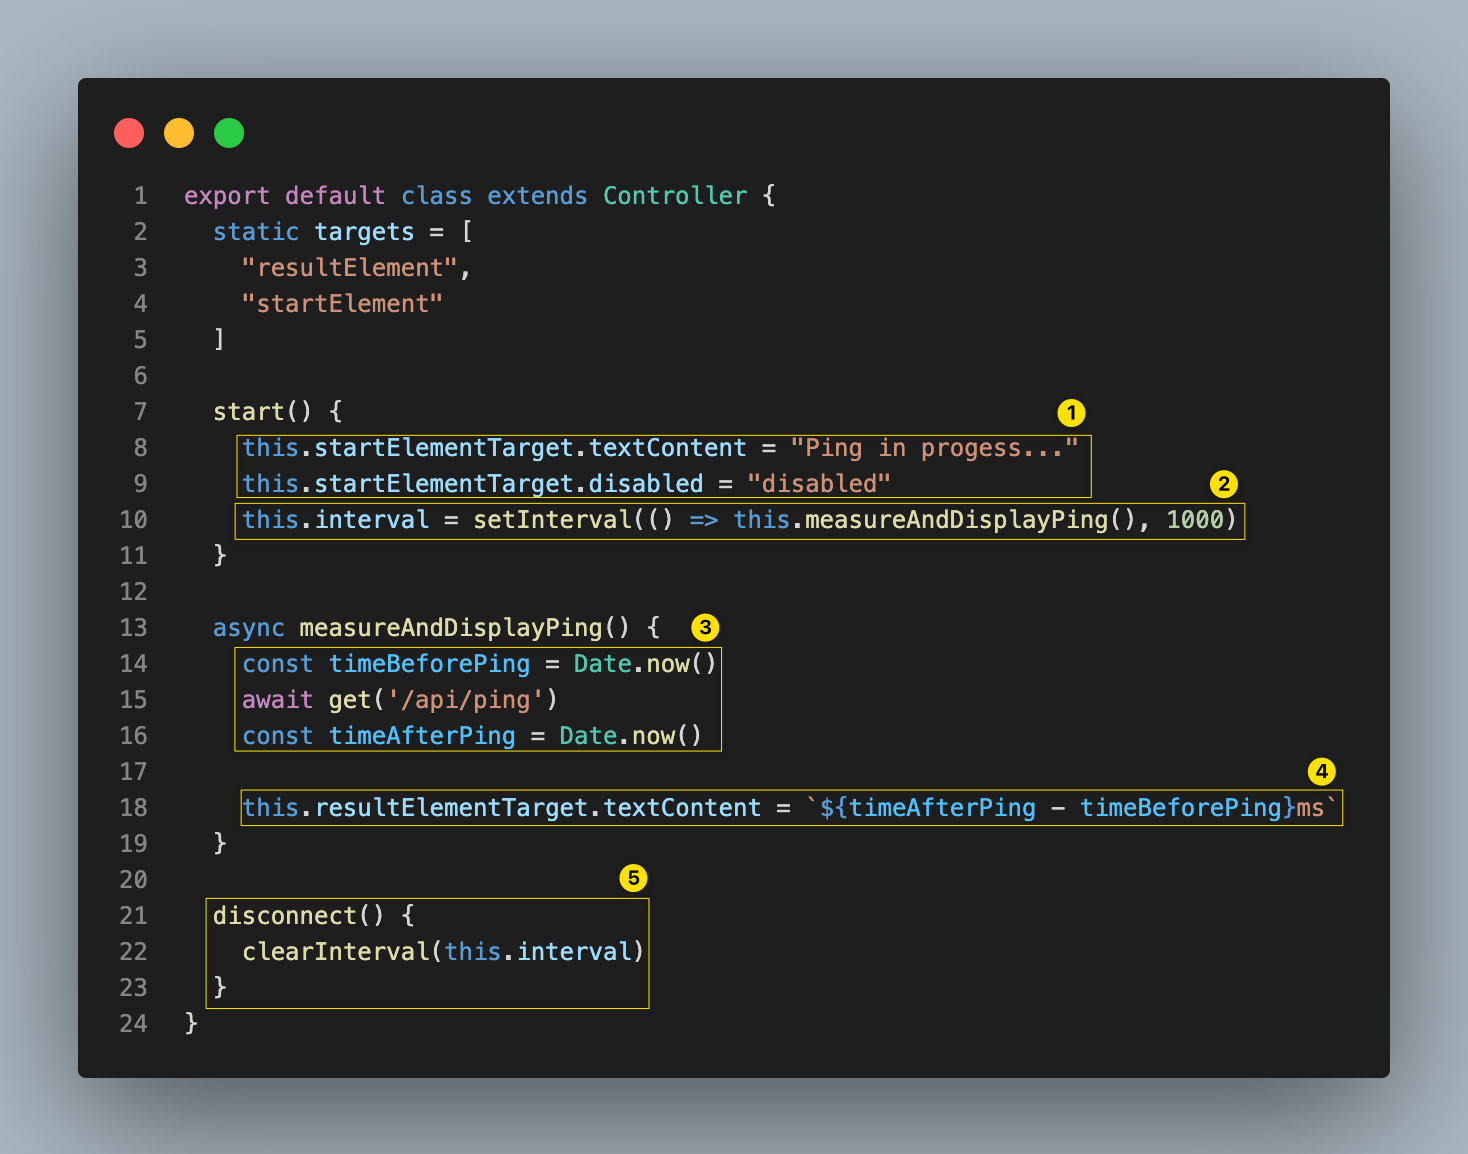 1 export default class extends Controller {
2   static targets = [
3     "resultElement",
4     "startElement"
5   ]
6
7   start() { 1
8     this.startElementTarget.textContent = "Ping in progess..."
9     this.startElementTarget.disabled = "disabled" 2
10     this.interval = setInterval(() => this.measureAndDisplayPing(), 1000)
11   }
12
13   async measureAndDisplayPing() { 3
14     const timeBeforePing = Date.now()
15     await get('/api/ping')
16     const timeAfterPing = Date.now()
17 4
18     this.resultElementTarget.textContent = `${timeAfterPing - timeBeforePing}ms`
19   }
20 5
21   disconnect() {
22     clearInterval(this.interval)
23   }
24 }